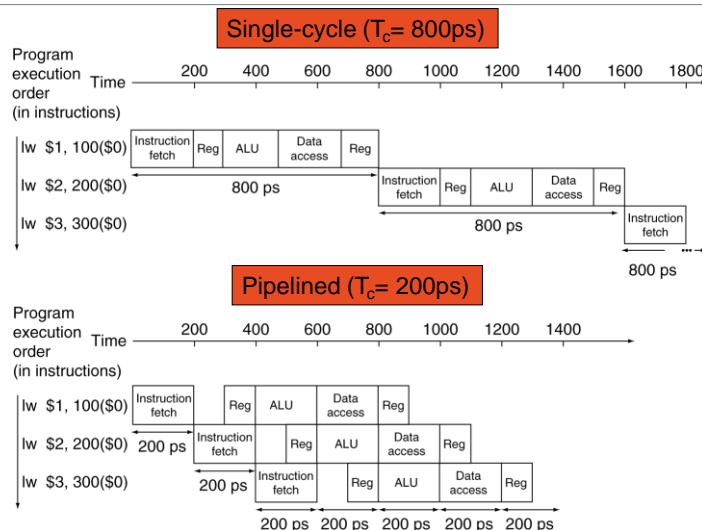 Single-cycle (Tc= 800ps)
Program
execution
order
(in instructions)
Time
200 400 600 800 1000 1200 1400 1600 1800
lw $1, 100($0)
Instruction
fetch
Reg
ALU
Data
access
Reg
lw $2, 200($0)
800 ps
Instruction
fetch
Reg
ALU
Data
access
Reg
lw $3, 300($0)
800 ps
Instruction
fetch
...
800 ps
Pipelined (Tc= 200ps)
Program
execution
order
(in instructions)
Time
200 400 600 800 1000 1200 1400
lw $1, 100($0)
Instruction
fetch
Reg
ALU
Data
access
Reg
lw $2, 200($0)
200 ps
Instruction
fetch
Reg
ALU
Data
access
Reg
lw $3, 300($0)
200 ps
Instruction
fetch
Reg
ALU
Data
access
Reg
200 ps 200 ps 200 ps 200 ps 200 ps